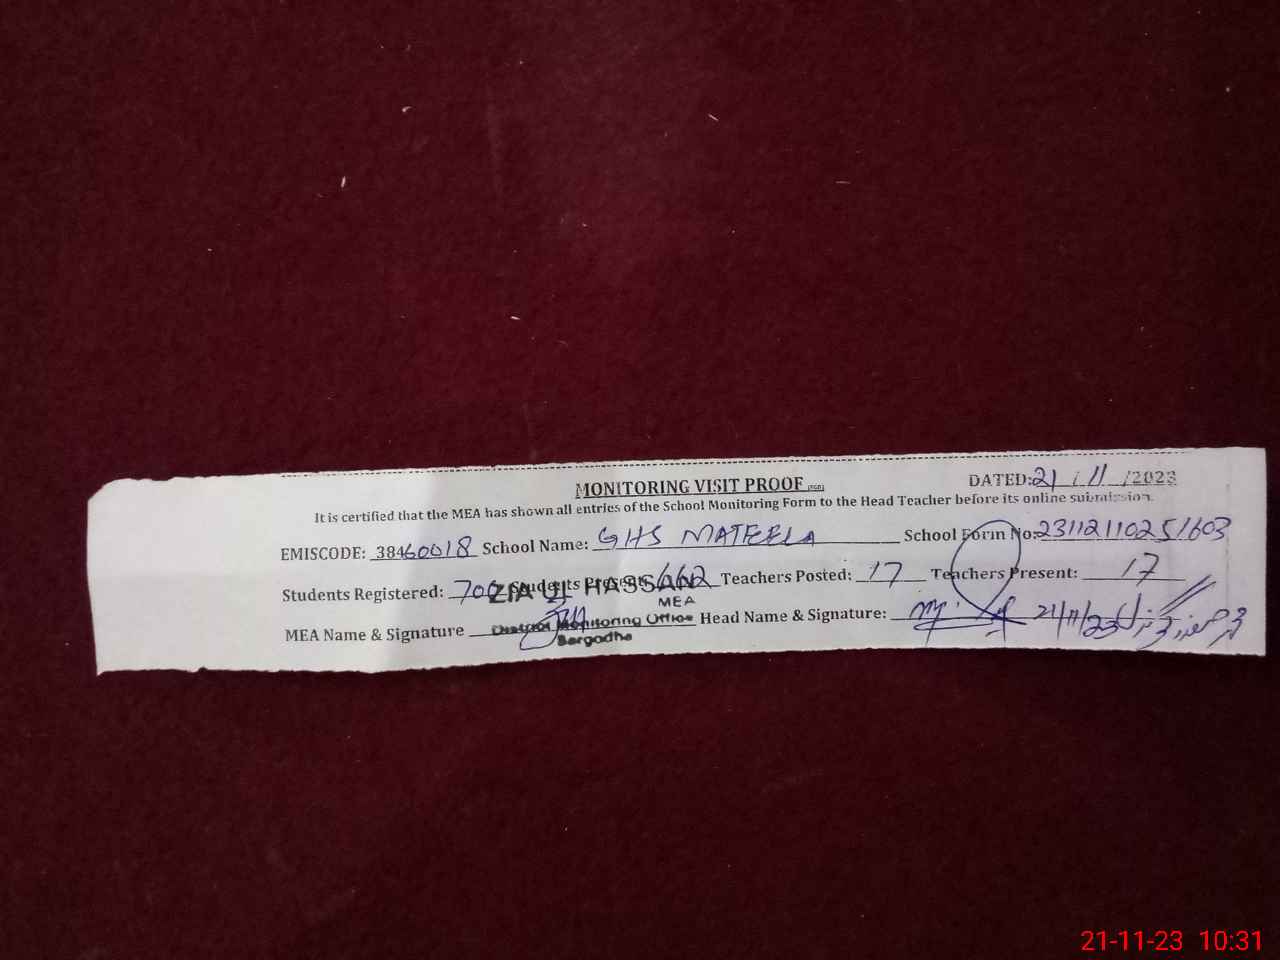 MONITORING VISIT PROOF
DATED: 21 / 11 /2023
It is certified that the MEA has shown all entries of the School Monitoring Form to the Head Teacher before its online submission.
EMISCODE: 38460018 School Name: GHS MATEELA School Form No: 23112110251603
Students Registered: 700 Students Present: 662 Teachers Posted: 17 Teachers Present: 17
ZIA UL HASSAN
MEA
MEA Name & Signature Head Name & Signature: 21/11/23
District Monitoring Office
Sargodha
21-11-23 10:31